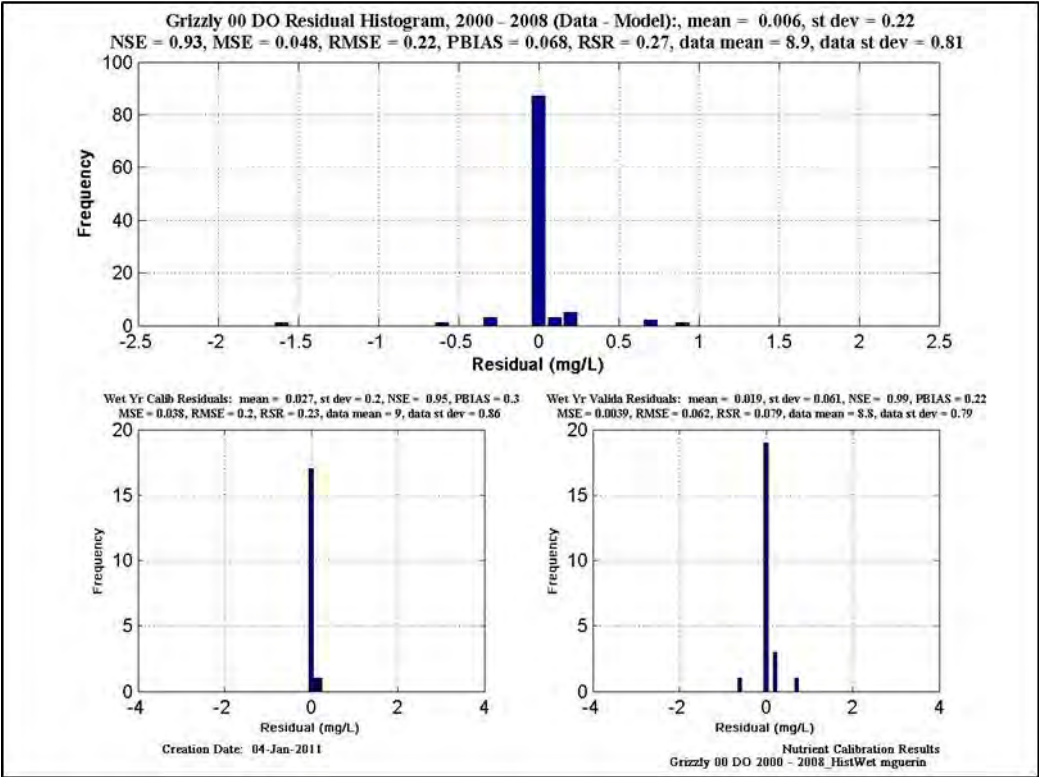 Grizzly 00 DO Residual Histogram, 2000 - 2008 (Data - Model):, mean = 0.006, st dev = 0.22
NSE = 0.93, MSE = 0.048, RMSE = 0.22, PBIAS = 0.068, RSR = 0.27, data mean = 8.9, data st dev = 0.81
100
80
60
40
20
0
Frequency
-2.5 -2 -1.5 -1 -0.5 0 0.5 1 1.5 2 2.5
Residual (mg/L)
Wet Yr Calib Residuals: mean = 0.027, st dev = 0.2, NSE = 0.95, PBIAS = 0.3
MSE = 0.038, RMSE = 0.2, RSR = 0.23, data mean = 9, data st dev = 0.86
20
15
10
5
0
Frequency
-4 -2 0 2 4
Residual (mg/L)
Creation Date: 04-Jan-2011
Wet Yr Valida Residuals: mean = 0.019, st dev = 0.061, NSE = 0.99, PBIAS = 0.22
MSE = 0.0039, RMSE = 0.062, RSR = 0.079, data mean = 8.8, data st dev = 0.79
20
15
10
5
0
Frequency
-4 -2 0 2 4
Residual (mg/L)
Nutrient Calibration Results
Grizzly 00 DO 2000 - 2008_HistWet mguerin